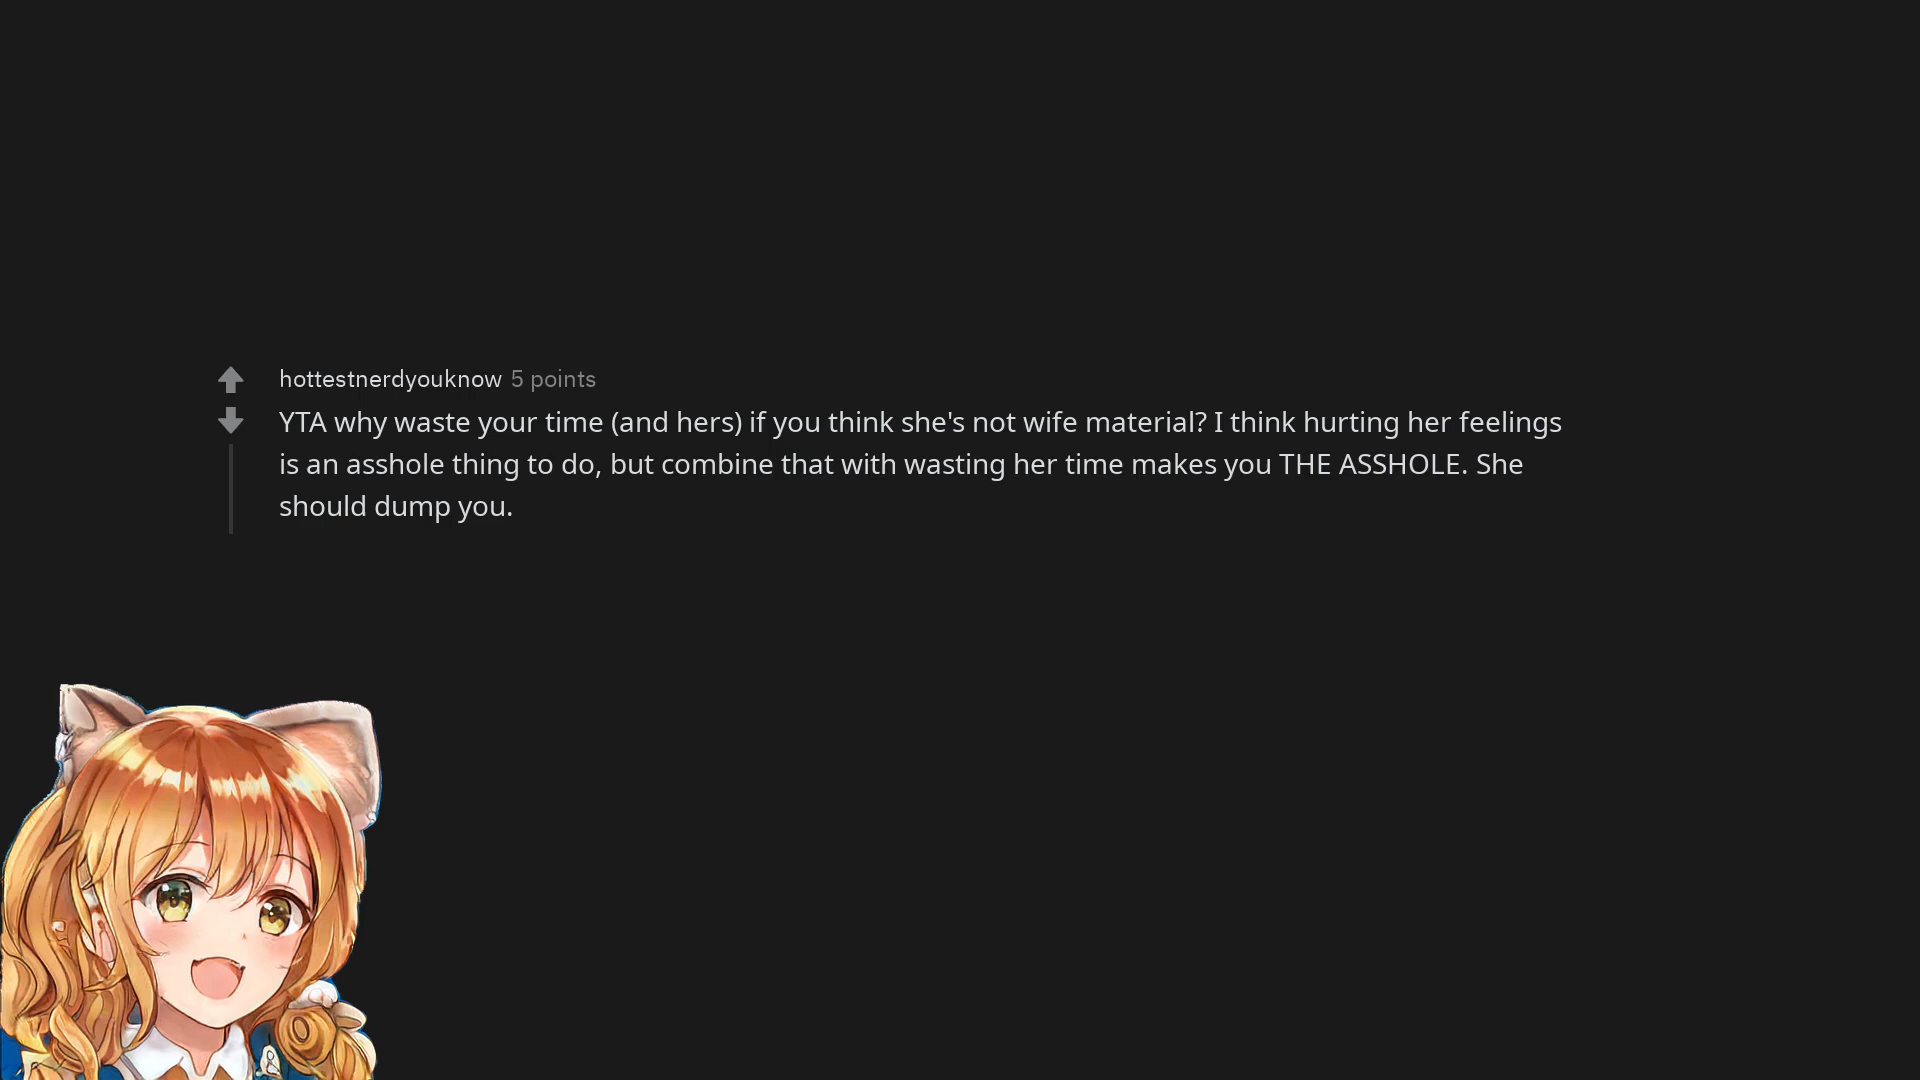 hottestnerdyouknow 5 points
YTA why waste your time (and hers) if you think she's not wife material? I think hurting her feelings
is an asshole thing to do, but combine that with wasting her time makes you THE ASSHOLE. She
should dump you.